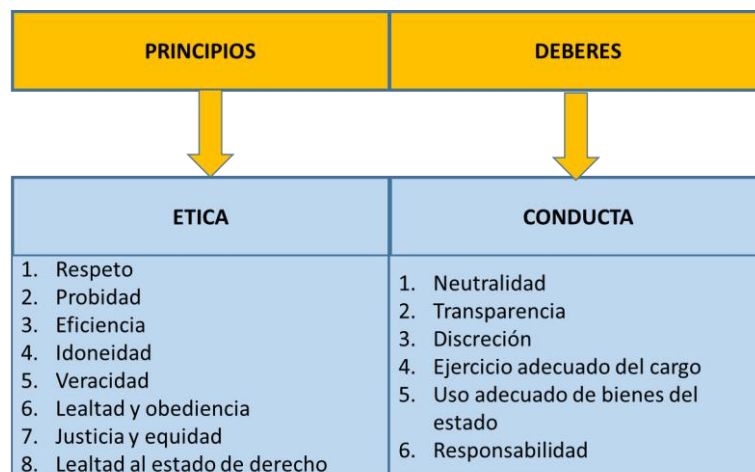 PRINCIPIOS
DEBERES
ETICA
CONDUCTA
1. Respeto
2. Probidad
3. Eficiencia
4. Idoneidad
5. Veracidad
6. Lealtad y obediencia
7. Justicia y equidad
8. Lealtad al estado de derecho
1. Neutralidad
2. Transparencia
3. Discreción
4. Ejercicio adecuado del cargo
5. Uso adecuado de bienes del
estado
6. Responsabilidad